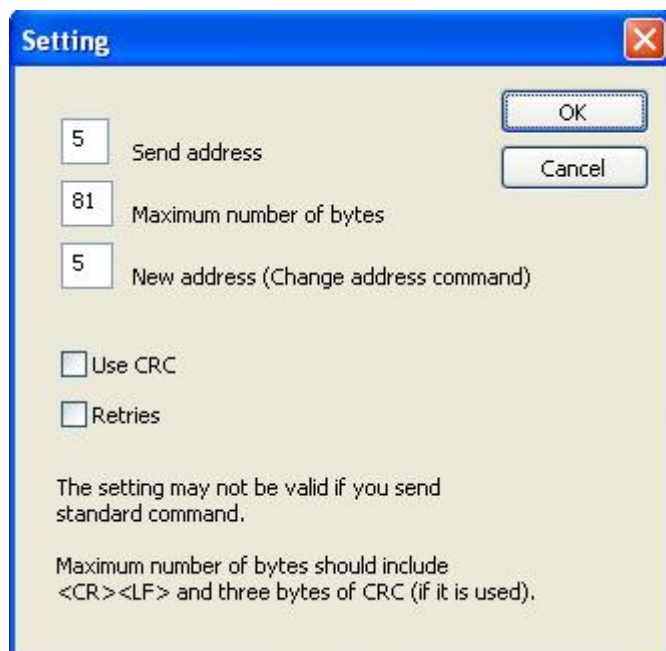 Setting
OK
5 Send address
Cancel
81 Maximum number of bytes
5 New address (Change address command)
Use CRC
Retries
The setting may not be valid if you send
standard command.
Maximum number of bytes should include
<CR><LF> and three bytes of CRC (if it is used).